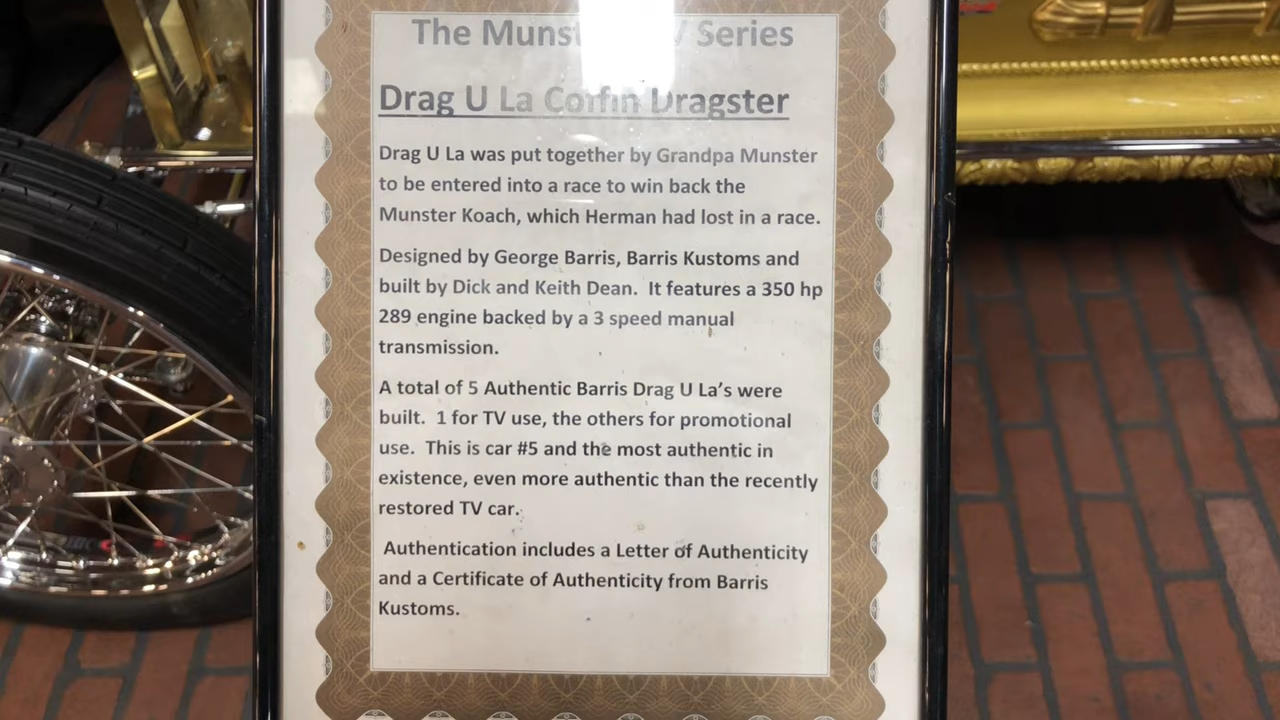 The Munst Series
Drag U La Coffin Dragster
Drag U La was put together by Grandpa Munster
to be entered into a race to win back the
Munster Koach, which Herman had lost in a race.
Designed by George Barris, Barris Kustoms and
built by Dick and Keith Dean.  It features a 350 hp
289 engine backed by a 3 speed manual
transmission.
A total of 5 Authentic Barris Drag U La’s were
built.  1 for TV use, the others for promotional
use.  This is car #5 and the most authentic in
existence, even more authentic than the recently
restored TV car.
Authentication includes a Letter of Authenticity
and a Certificate of Authenticity from Barris
Kustoms.